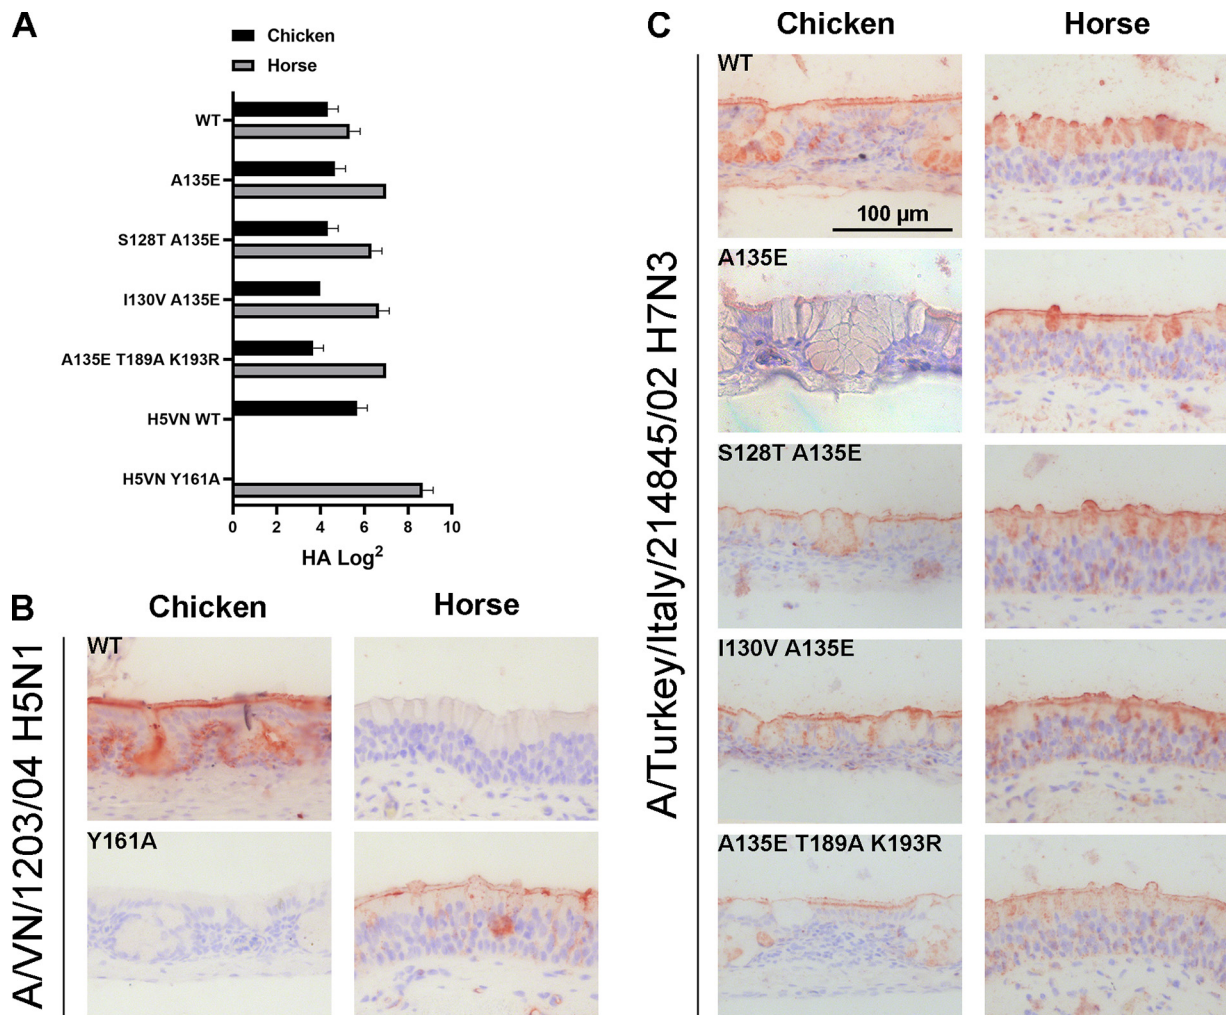 A
Chicken
Horse
WT
A135E
S128T A135E
I130V A135E
A135E T189A K193R
H5VN WT
H5VN Y161A
0 2 4 6 8 10
HA Log²
B
Chicken Horse
A/VN/1203/04 H5N1
WT
Y161A
C
Chicken Horse
A/Turkey/Italy/214845/02 H7N3
WT
100 µm
A135E
S128T A135E
I130V A135E
A135E T189A K193R